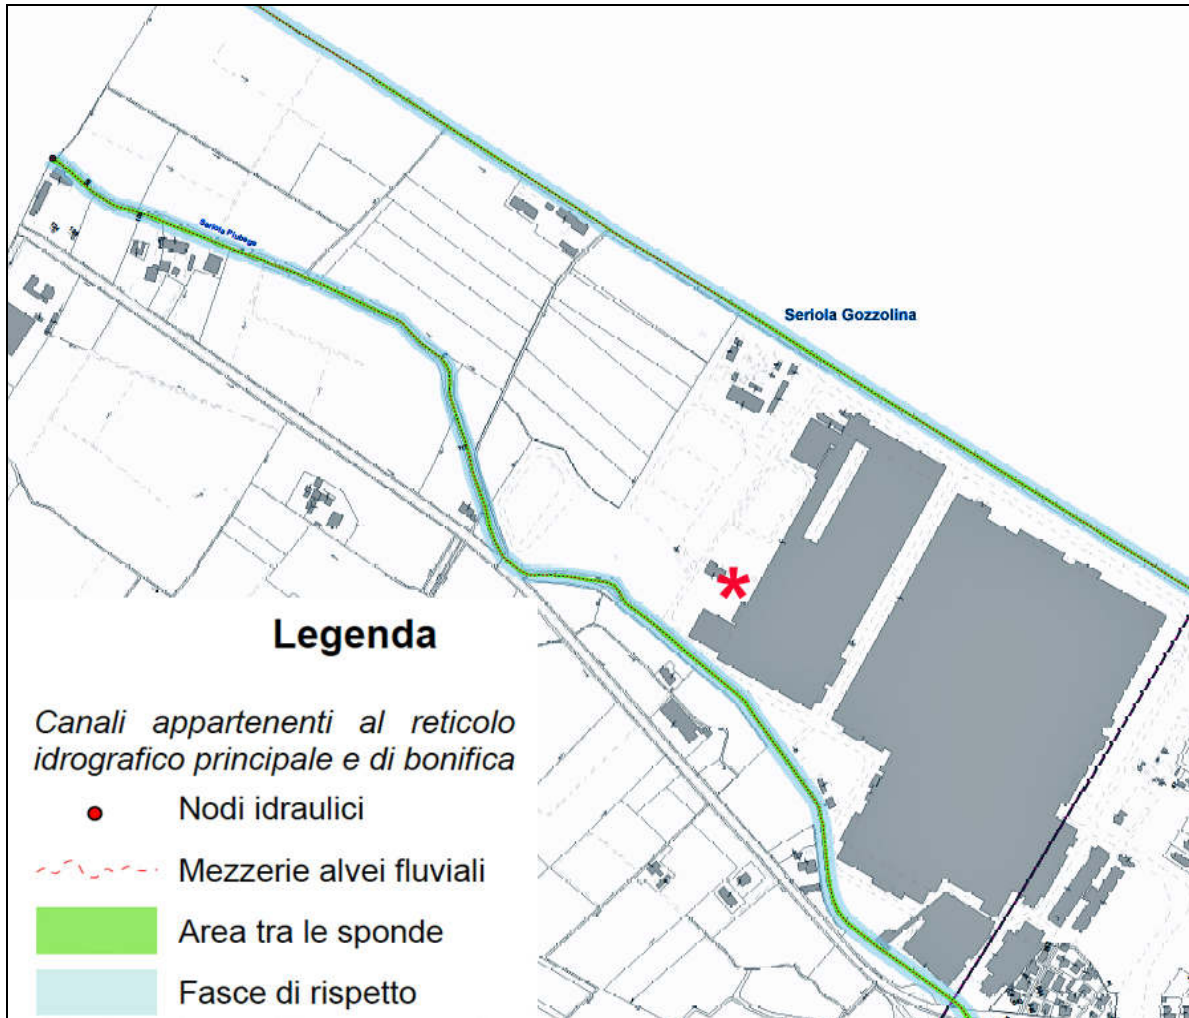 Seriola Piubega
Seriola Gozzolina
Legenda
Canali appartenenti al reticolo
idrografico principale e di bonifica
Nodi idraulici
Mezzerie alvei fluviali
Area tra le sponde
Fasce di rispetto